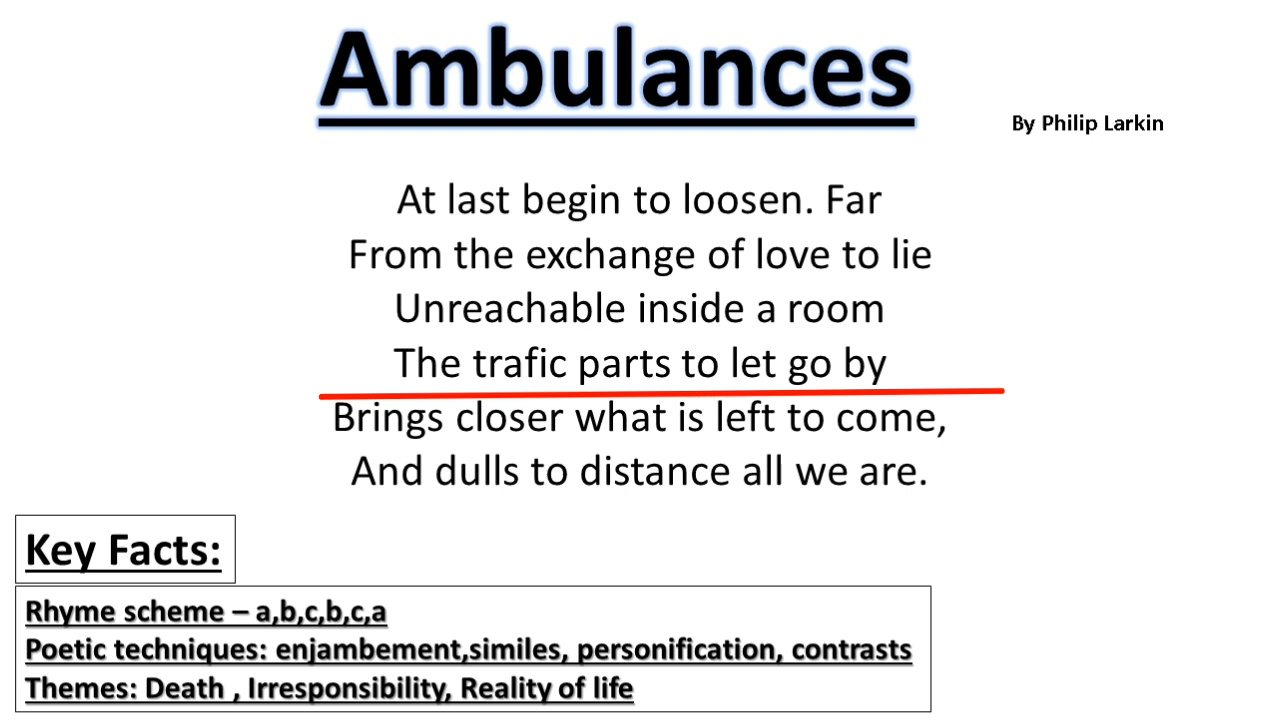 Ambulances
By Philip Larkin
At last begin to loosen. Far
From the exchange of love to lie
Unreachable inside a room
The trafic parts to let go by
Brings closer what is left to come,
And dulls to distance all we are.
Key Facts:
Rhyme scheme – a,b,c,b,c,a
Poetic techniques: enjambement,similes, personification, contrasts
Themes: Death , Irresponsibility, Reality of life